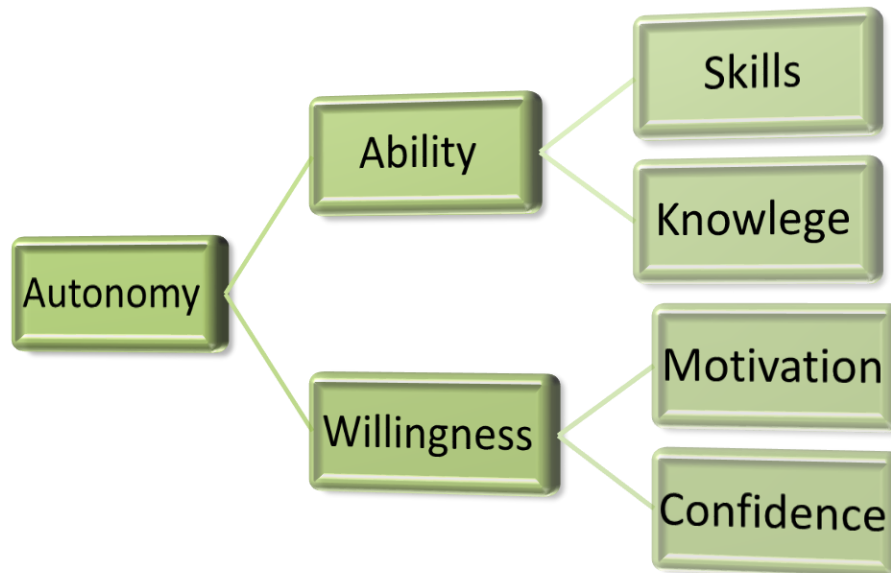 Autonomy
Ability
Skills
Knowlege
Willingness
Motivation
Confidence